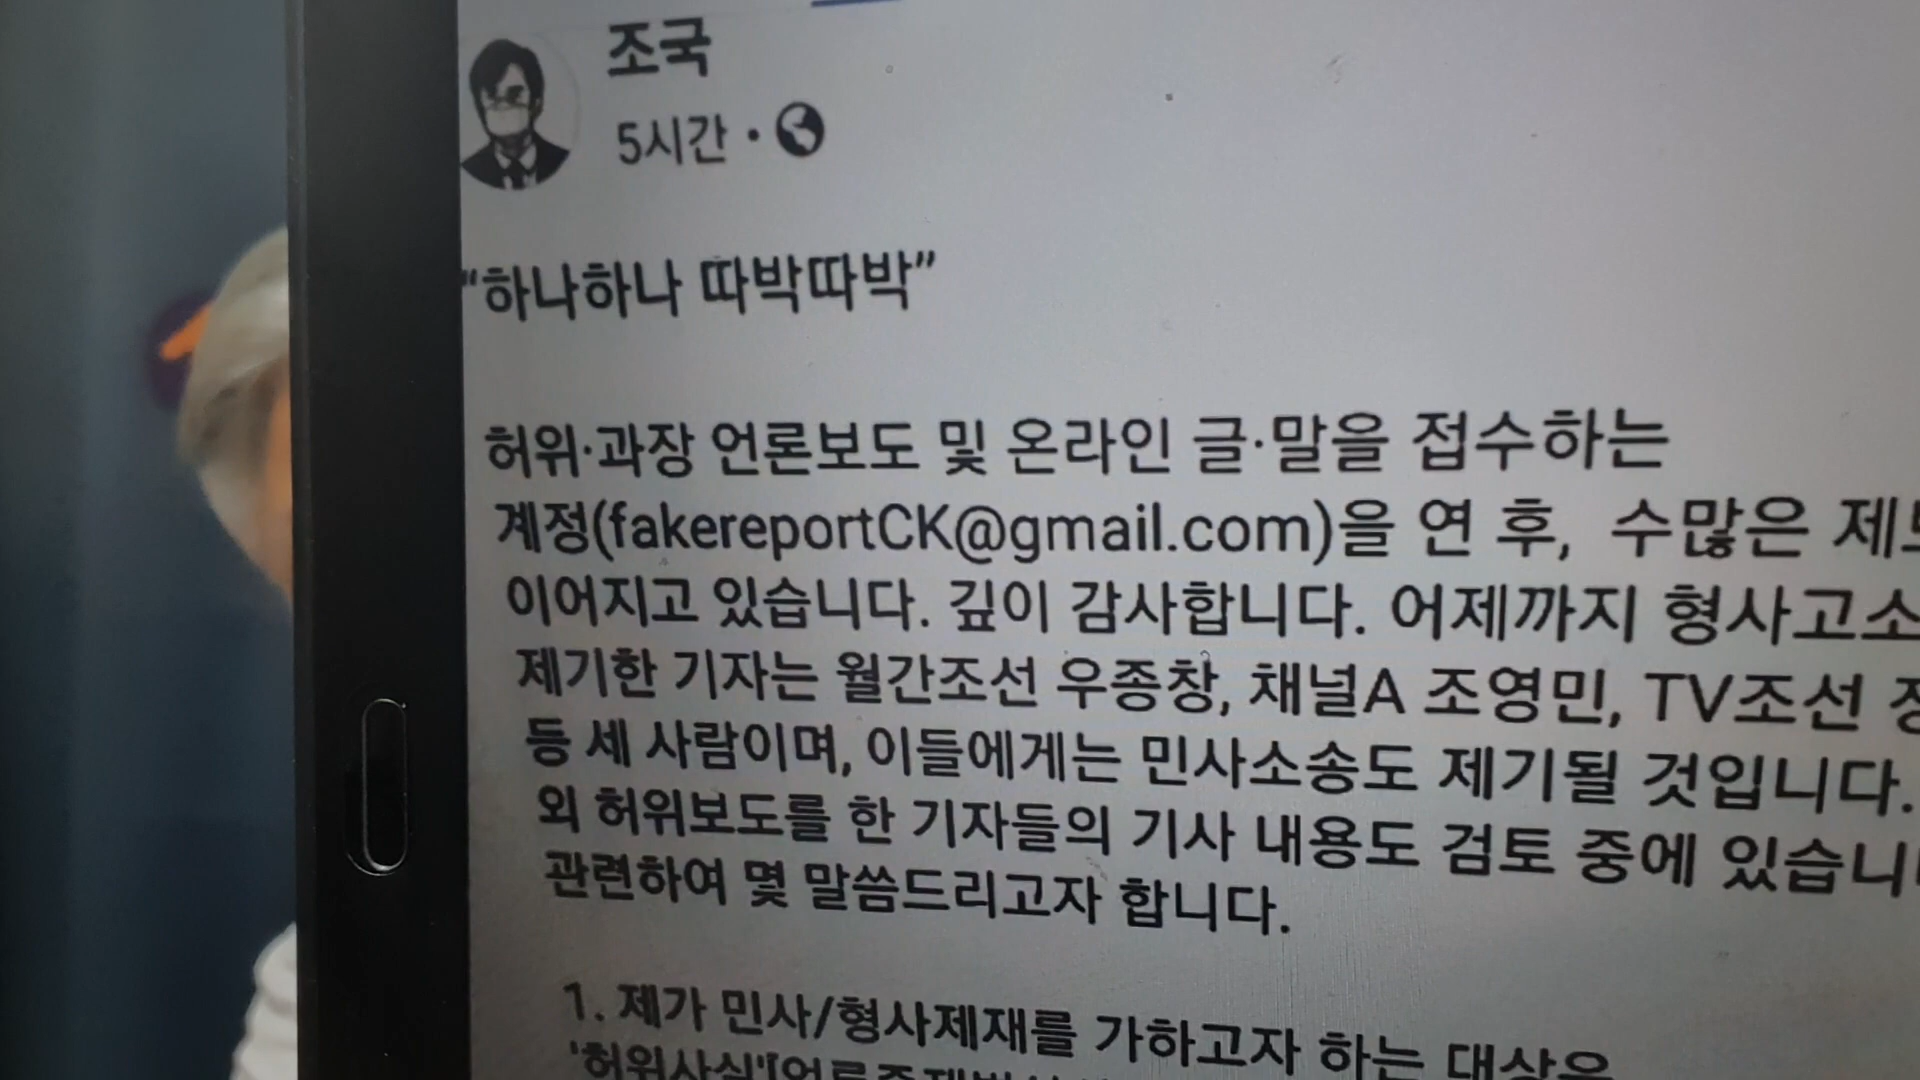 조국
5시간 ·
“하나하나 따박따박”
허위·과장 언론보도 및 온라인 글·말을 접수하는
계정(fakereportCK@gmail.com)을 연 후, 수많은
이어지고 있습니다. 깊이 감사합니다. 어제까지 형사고소
제기한 기자는 월간조선 우종창, 채널A 조영민, TV조선
등 세 사람이며, 이들에게는 민사소송도 제기될 것입니다.
외 허위보도를 한 기자들의 기사 내용도 검토 중에 있습니
관련하여 몇 말씀드리고자 합니다.
1. 제가 민사/형사제재를 가하고자 하는 대상은